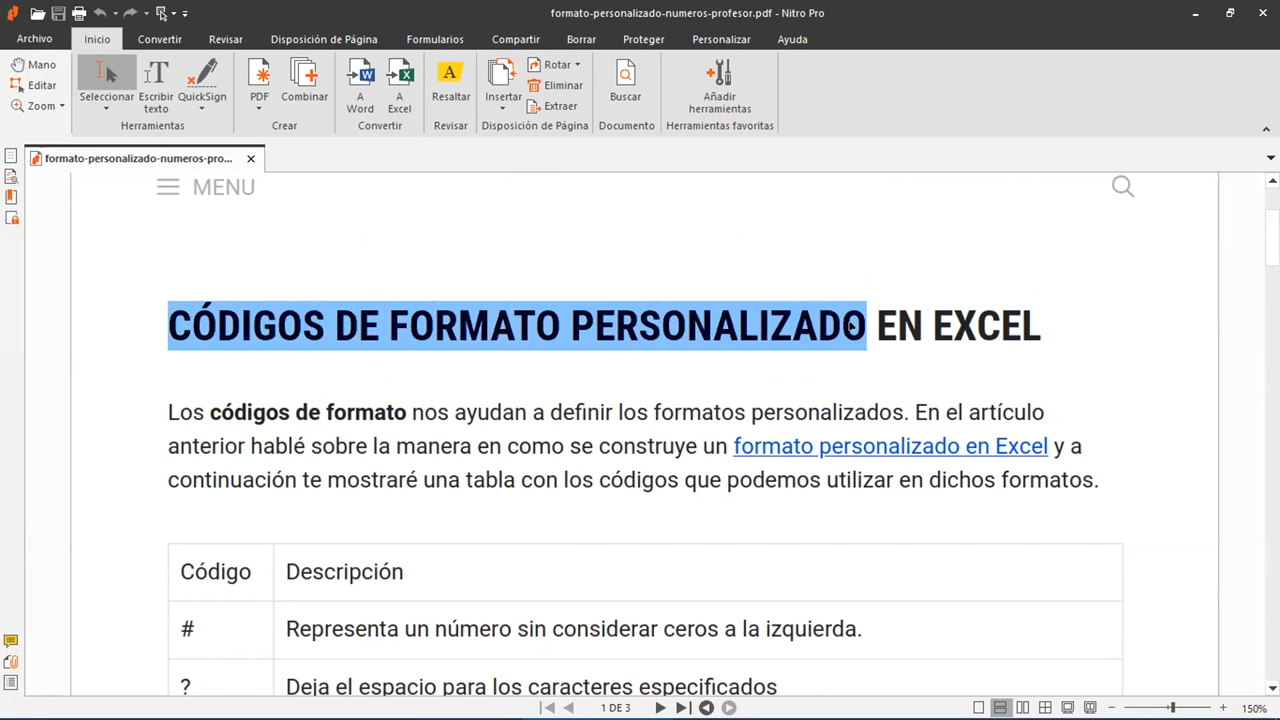 formato-personalizado-numeros-profesor.pdf - Nitro Pro
Archivo Inicio Convertir Revisar Disposición de Página Formularios Compartir Borrar Proteger Personalizar Ayuda
Mano
Editar
Zoom
Seleccionar
Escribir texto
QuickSign
Herramientas
PDF
Combinar
Crear
A Word
A Excel
Convertir
Resaltar
Revisar
Insertar
Rotar
Eliminar
Extraer
Disposición de Página
Buscar
Documento
Añadir herramientas
Herramientas favoritas
formato-personalizado-numeros-pro...
MENU
CÓDIGOS DE FORMATO PERSONALIZADO EN EXCEL
Los códigos de formato nos ayudan a definir los formatos personalizados. En el artículo
anterior hablé sobre la manera en como se construye un formato personalizado en Excel y a
continuación te mostraré una tabla con los códigos que podemos utilizar en dichos formatos.
Código Descripción
# Representa un número sin considerar ceros a la izquierda.
? Deja el espacio para los caracteres especificados
1 DE 3
150%